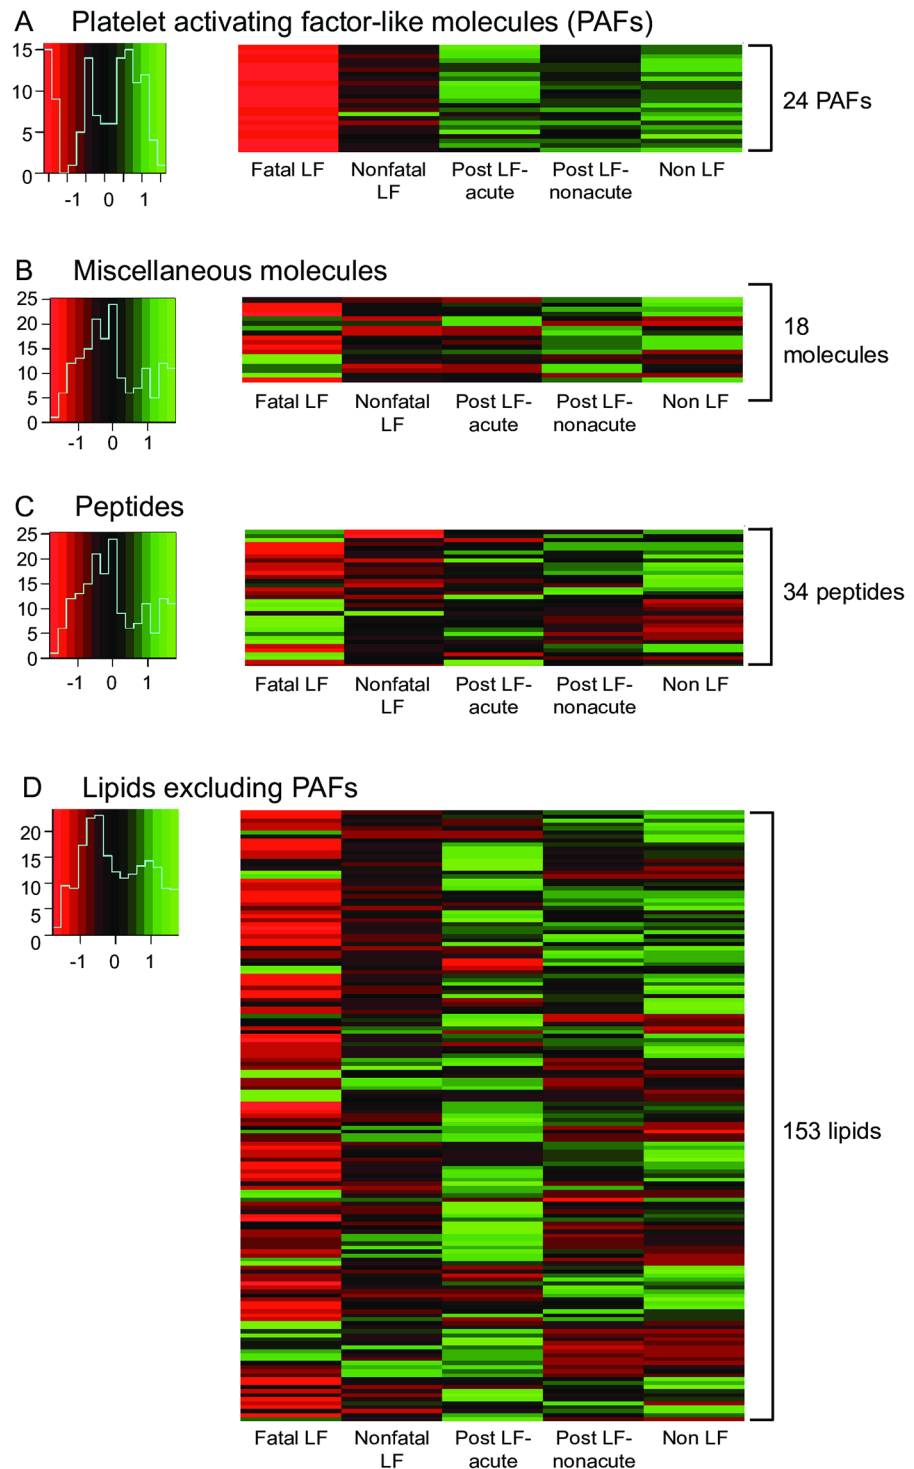 A Platelet activating factor-like molecules (PAFs)
15
10
5
0
-1 0 1
24 PAFs
Fatal LF Nonfatal LF Post LF-acute Post LF-nonacute Non LF
B Miscellaneous molecules
25
20
15
10
5
0
-1 0 1
18 molecules
Fatal LF Nonfatal LF Post LF-acute Post LF-nonacute Non LF
C Peptides
25
20
15
10
5
0
-1 0 1
34 peptides
Fatal LF Nonfatal LF Post LF-acute Post LF-nonacute Non LF
D Lipids excluding PAFs
20
15
10
5
0
-1 0 1
153 lipids
Fatal LF Nonfatal LF Post LF-acute Post LF-nonacute Non LF